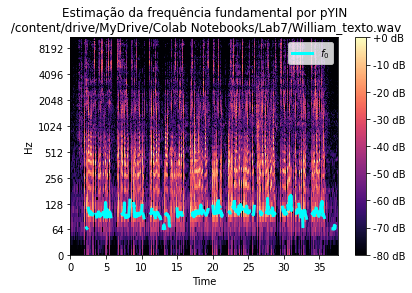 Estimação da frequência fundamental por pYIN
/content/drive/MyDrive/Colab Notebooks/Lab7/William_texto.wav
f0
8192
4096
2048
1024
512
256
128
64
0
Hz
0 5 10 15 20 25 30 35
Time
+0 dB
-10 dB
-20 dB
-30 dB
-40 dB
-50 dB
-60 dB
-70 dB
-80 dB